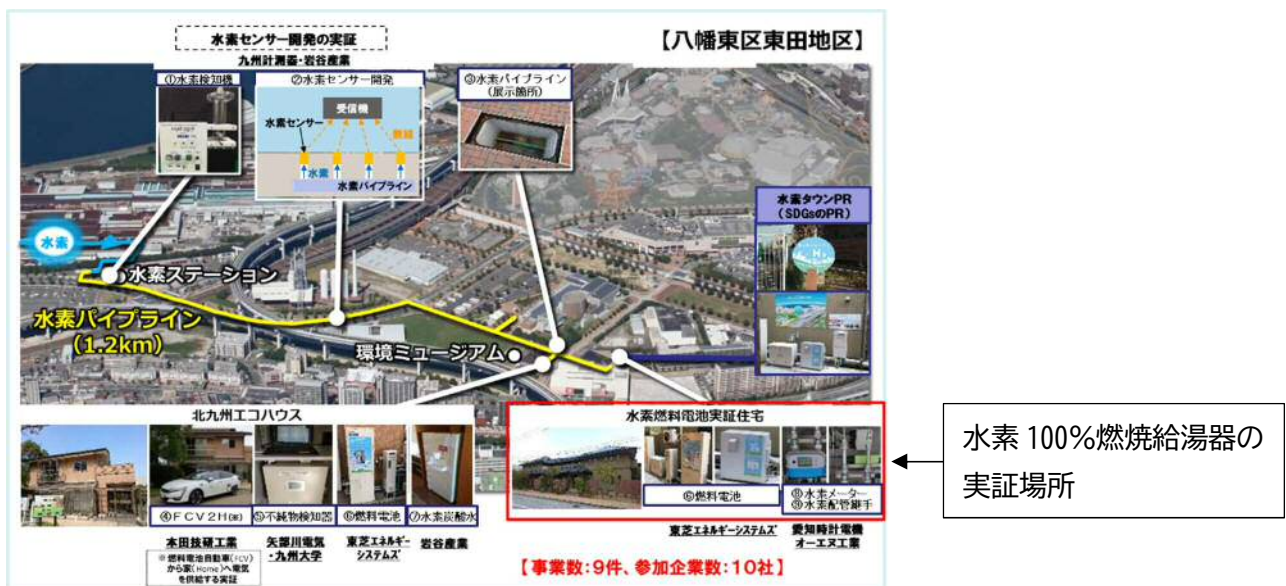 水素センサー開発の実証
九州計測器・岩谷産業
【八幡東区東田地区】
①水素検知機
②水素センサー開発
受信機
水素センサー
無線
水素
水素パイプライン
③水素パイプライン
(展示箇所)
水素タウンPR
(SDGsのPR)
水素
水素ステーション
水素パイプライン
(1.2km)
環境ミュージアム
北九州エコハウス
④FCV2H(※)
⑤不純物検知器
⑥燃料電池
⑦水素炭酸水
本田技研工業
矢部川電気
・九州大学
東芝エネルギー
システムズ
岩谷産業
※燃料電池自動車(FCV)
から家(Home)へ電気
を供給する実証
水素燃料電池実証住宅
⑥燃料電池
⑧水素メーター
⑨水素配管継手
東芝エネルギーシステムズ
愛知時計電機
オーエヌ工業
【事業数:9件、参加企業数:10社】
水素 100%燃焼給湯器の
実証場所